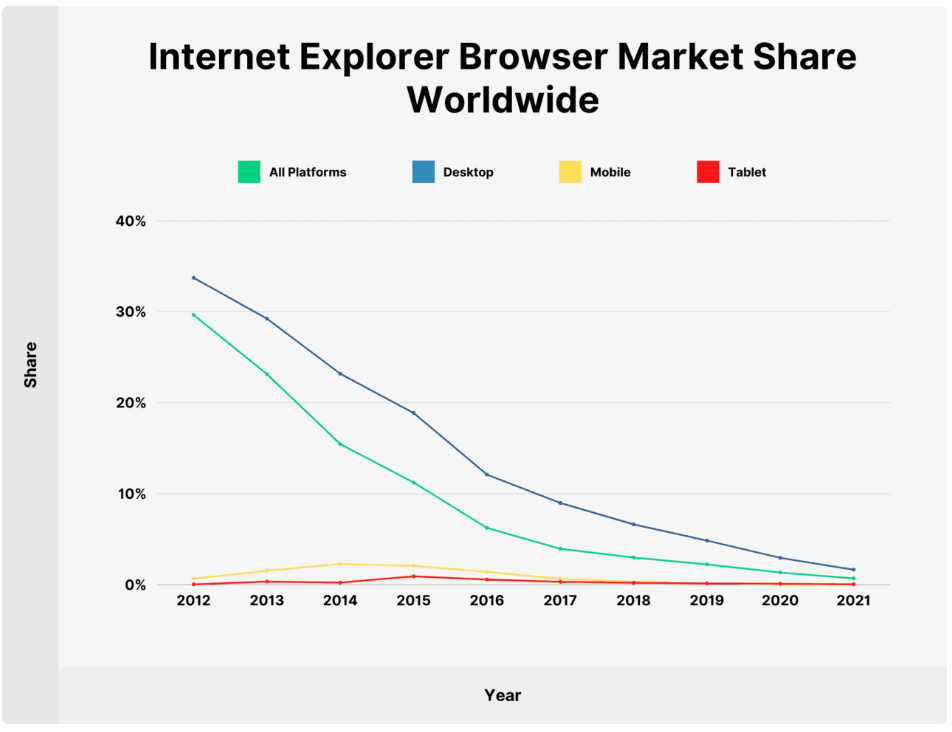 Internet Explorer Browser Market Share
Worldwide
All Platforms Desktop Mobile Tablet
40%
30%
20%
10%
0%
2012 2013 2014 2015 2016 2017 2018 2019 2020 2021
Share
Year